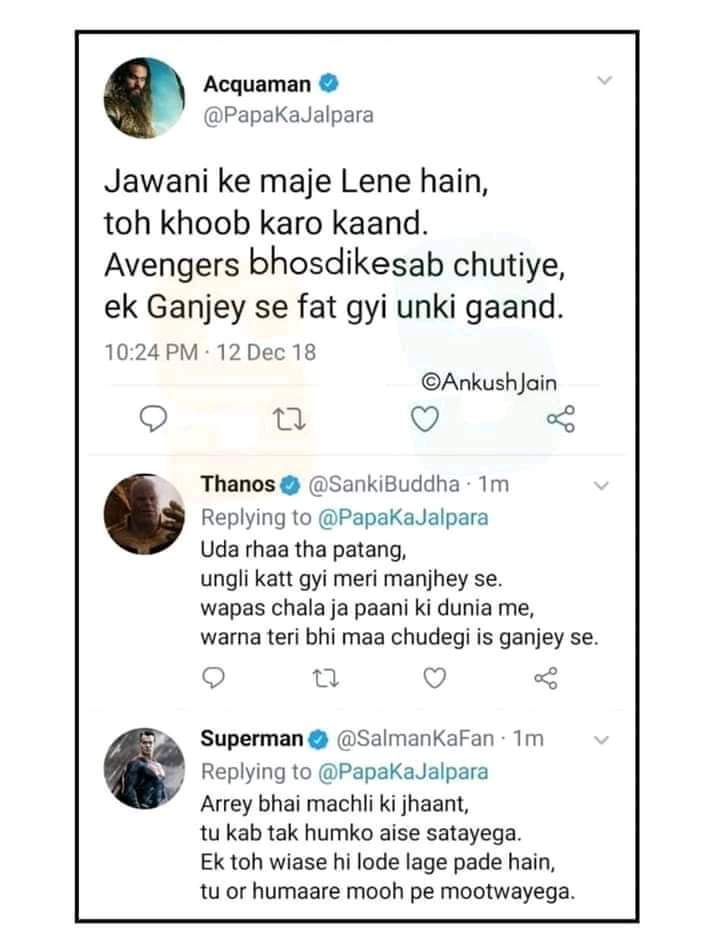 Acquaman
@PapaKaJalpara
Jawani ke maje Lene hain,
toh khoob karo kaand.
Avengers bhosdikesab chutiye,
ek Ganjey se fat gyi unki gaand.
10:24 PM · 12 Dec 18
©AnkushJain
Thanos @SankiBuddha · 1m
Replying to @PapaKaJalpara
Uda rhaa tha patang,
ungli katt gyi meri manjhey se.
wapas chala ja paani ki dunia me,
warna teri bhi maa chudegi is ganjey se.
Superman @SalmanKaFan · 1m
Replying to @PapaKaJalpara
Arrey bhai machli ki jhaant,
tu kab tak humko aise satayega.
Ek toh wiase hi lode lage pade hain,
tu or humaare mooh pe mootwayega.